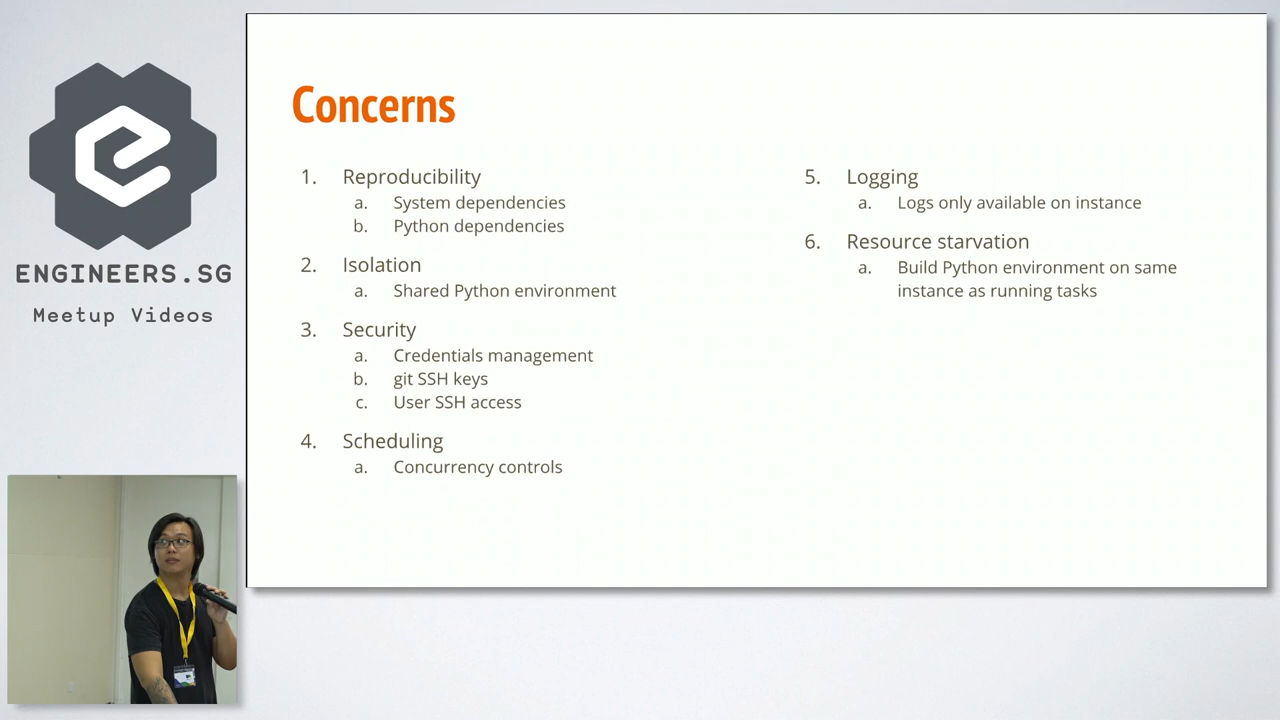 ENGINEERS.SG
Meetup Videos
Concerns
1. Reproducibility
a. System dependencies
b. Python dependencies
2. Isolation
a. Shared Python environment
3. Security
a. Credentials management
b. git SSH keys
c. User SSH access
4. Scheduling
a. Concurrency controls
5. Logging
a. Logs only available on instance
6. Resource starvation
a. Build Python environment on same
instance as running tasks